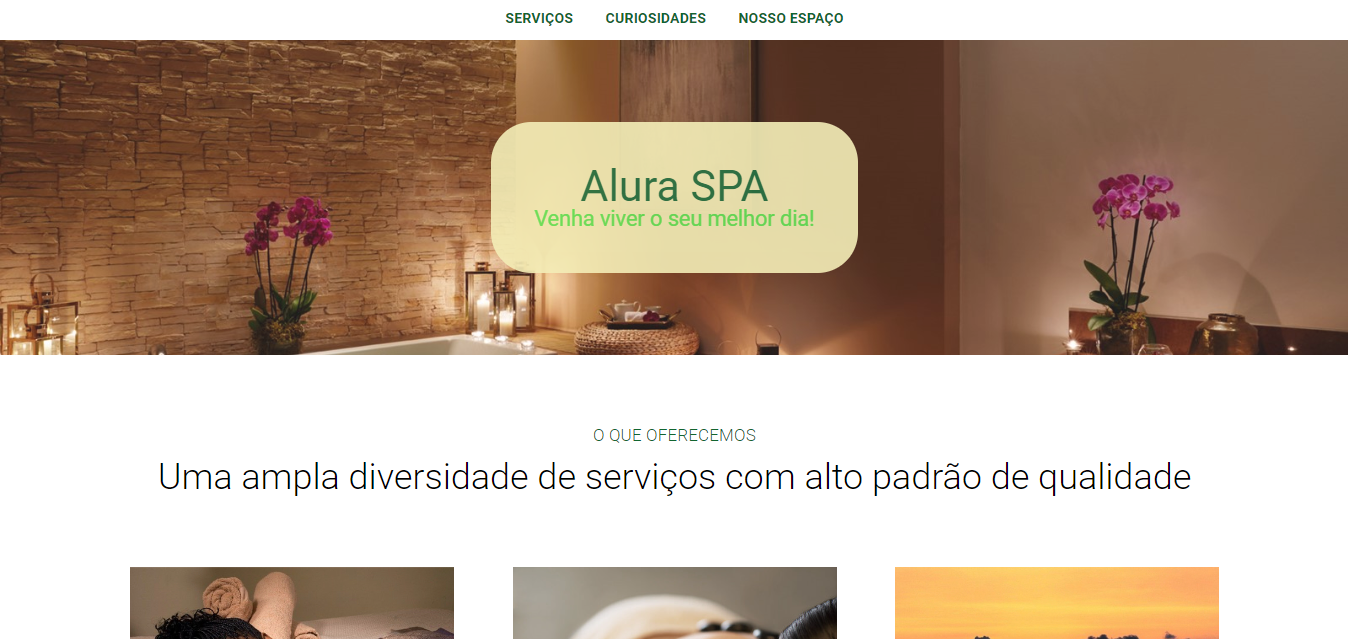 SERVIÇOS CURIOSIDADES NOSSO ESPAÇO
Alura SPA
Venha viver o seu melhor dia!
O QUE OFERECEMOS
Uma ampla diversidade de serviços com alto padrão de qualidade